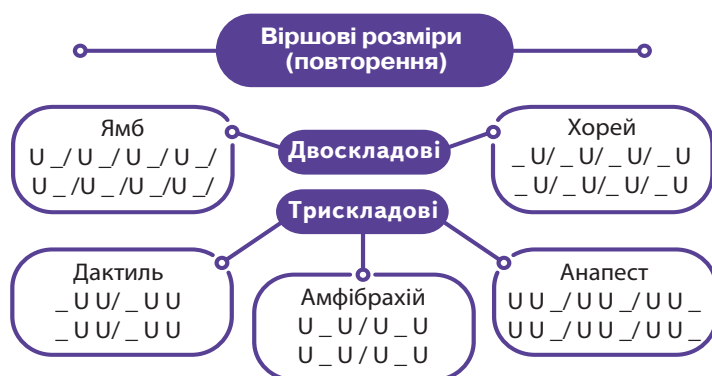 Віршові розміри
(повторення)
Ямб
U _/ U _/ U _/ U _/
U _ /U _ /U _/U _/
Двоскладові
Хорей
_ U/ _ U/ _ U/ _ U
_ U/ _ U/_ U/ _ U
Трискладові
Дактиль
_ U U/ _ U U
_ U U/ _ U U
Амфібрахій
U _ U / U _ U
U _ U / U _ U
Анапест
U U _/ U U _/ U U _
U U _/ U U _/ U U _